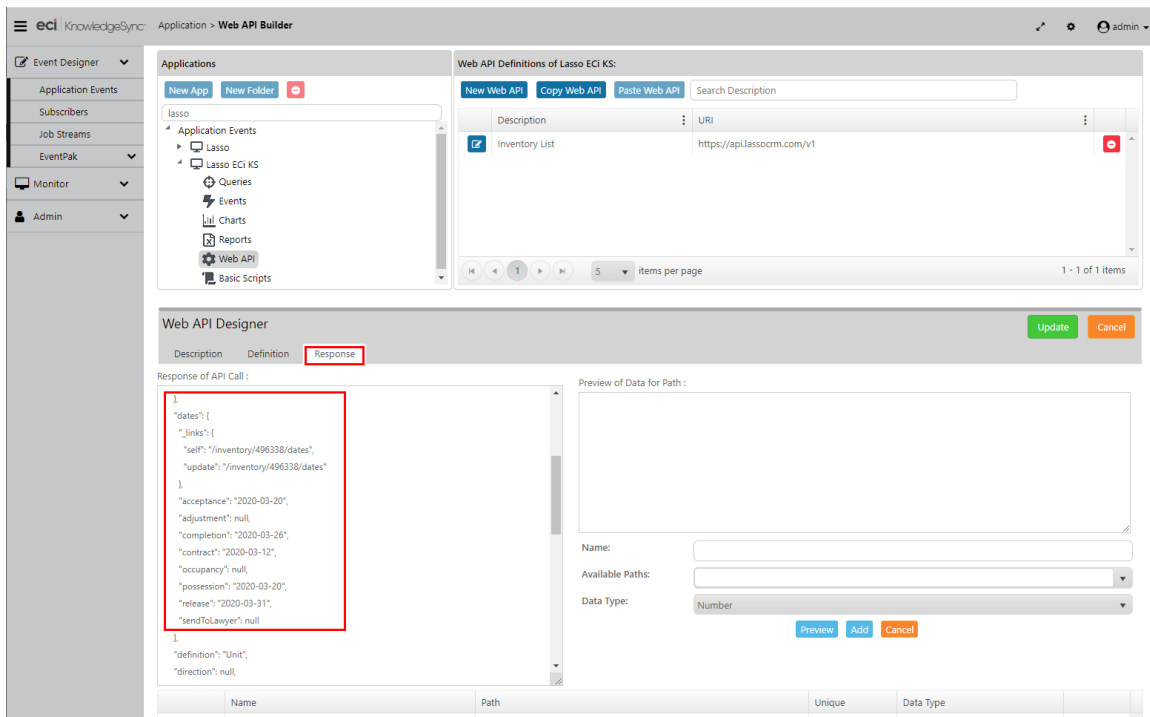 eci KnowledgeSync Application > Web API Builder admin
Event Designer
Application Events
Subscribers
Job Streams
EventPak
Monitor
Admin
Applications
New App New Folder
lasso
Application Events
Lasso
Lasso ECi KS
Queries
Events
Charts
Reports
Web API
Basic Scripts
Web API Definitions of Lasso ECi KS:
New Web API Copy Web API Paste Web API Search Description
Description URI
Inventory List https://api.lassocrm.com/v1
1 5 items per page 1 - 1 of 1 items
Web API Designer Update Cancel
Description Definition Response
Response of API Call :
},
"dates": {
"_links": {
"self": "/inventory/496338/dates",
"update": "/inventory/496338/dates"
},
"acceptance": "2020-03-20",
"adjustment": null,
"completion": "2020-03-26",
"contract": "2020-03-12",
"occupancy": null,
"possession": "2020-03-20",
"release": "2020-03-31",
"sendToLawyer": null
},
"definition": "Unit",
"direction": null,
Preview of Data for Path :
Name:
Available Paths:
Data Type: Number
Preview Add Cancel
Name Path Unique Data Type